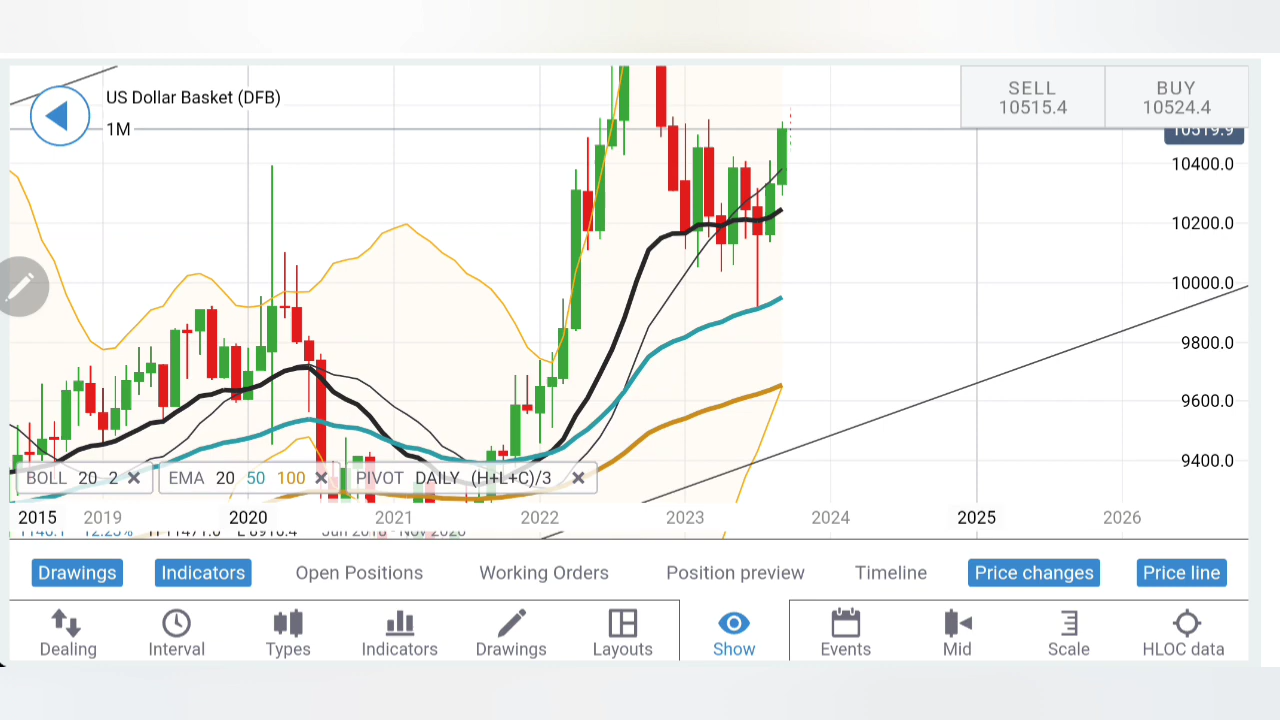 US Dollar Basket (DFB)
1M
SELL
10515.4
BUY
10524.4
10519.9
10400.0
10200.0
10000.0
9800.0
9600.0
9400.0
BOLL 20 2
EMA 20 50 100
PIVOT DAILY (H+L+C)/3
2015 2019 2020 2021 2022 2023 2024 2025 2026
Drawings Indicators Open Positions Working Orders Position preview Timeline Price changes Price line
Dealing Interval Types Indicators Drawings Layouts Show Events Mid Scale HLOC data